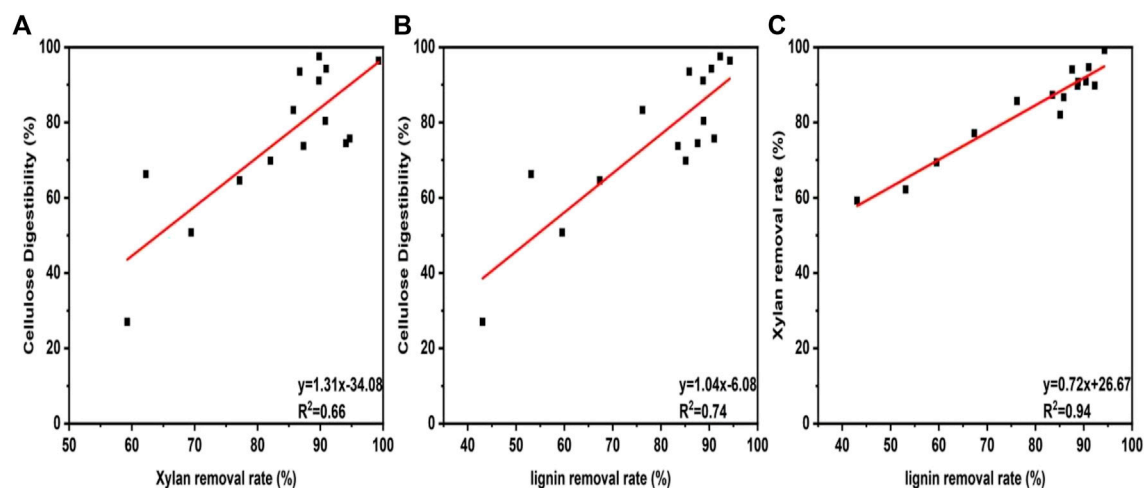 A
Cellulose Digestibility (%)
100
80
60
40
20
0
50
60
70
80
90
100
y=1.31x-34.08
R²=0.66
Xylan removal rate (%)
B
Cellulose Digestibility (%)
100
80
60
40
20
0
40
50
60
70
80
90
100
y=1.04x-6.08
R²=0.74
lignin removal rate (%)
C
Xylan removal rate (%)
100
80
60
40
20
0
40
50
60
70
80
90
100
y=0.72x+26.67
R²=0.94
lignin removal rate (%)